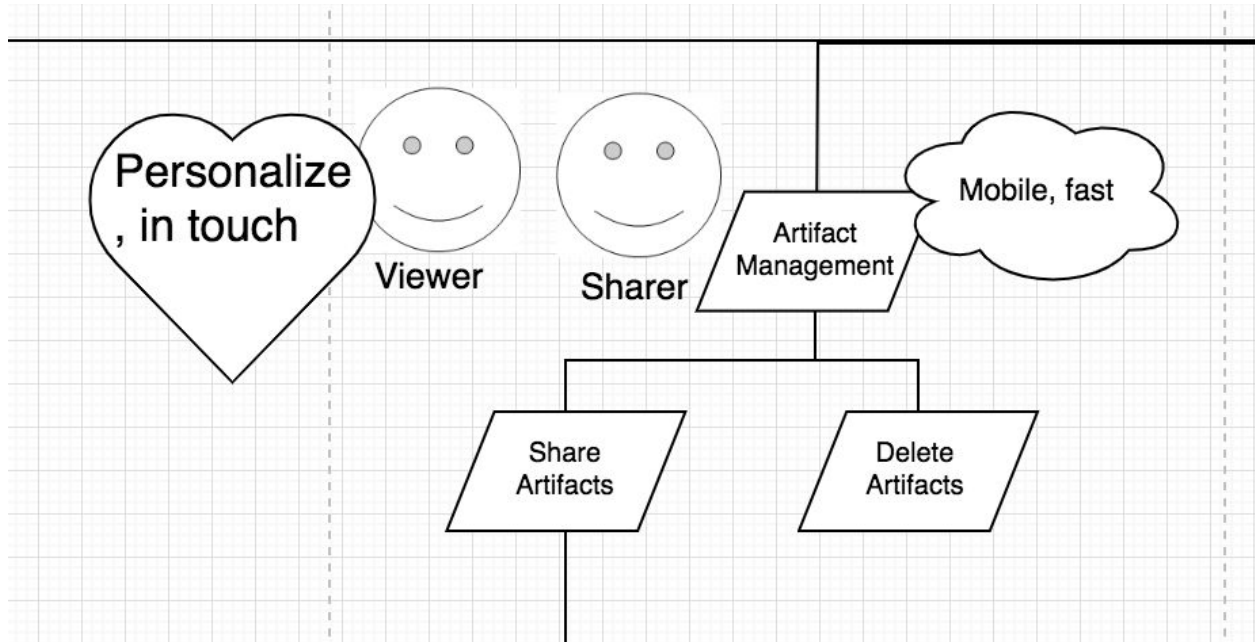 Personalize
, in touch
Viewer
Sharer
Artifact
Management
Mobile, fast
Share
Artifacts
Delete
Artifacts